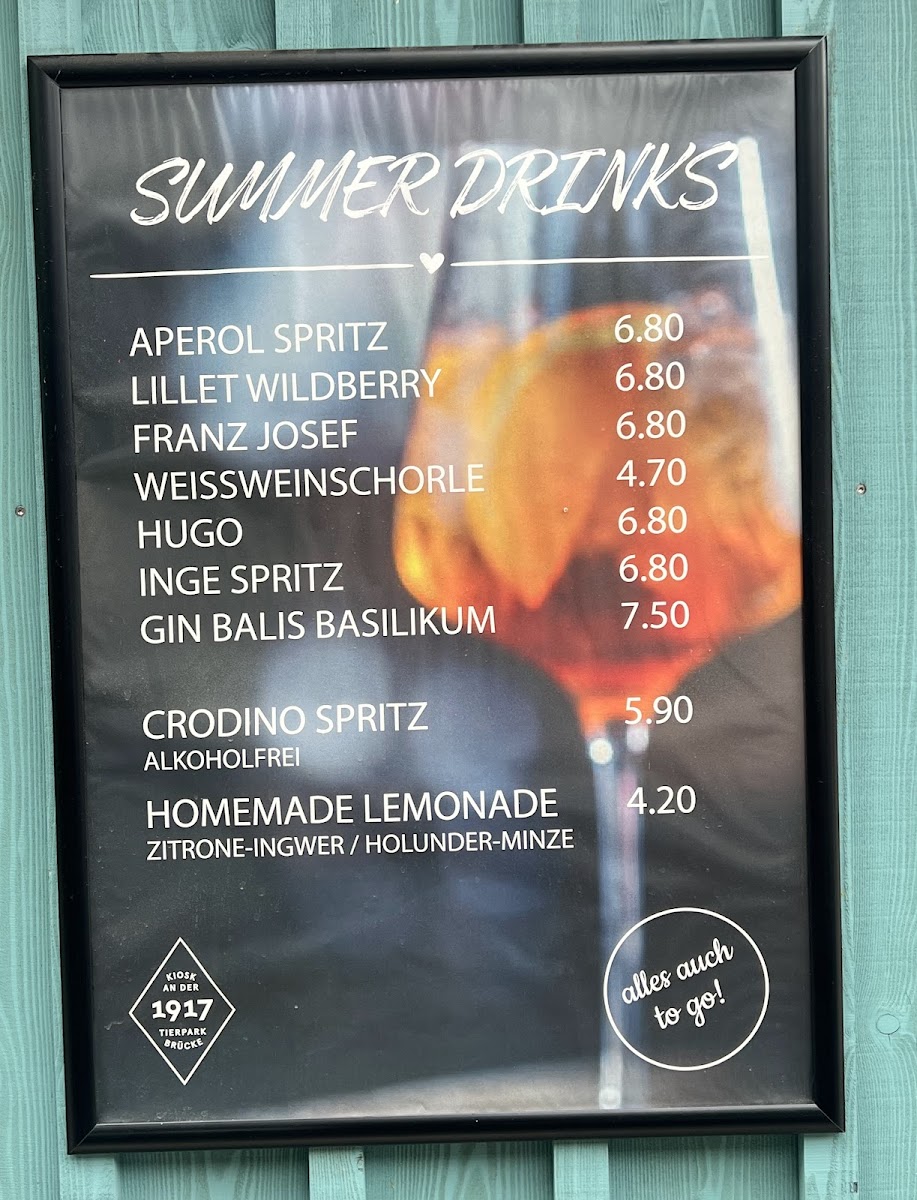 SUMMER DRINKS
APEROL SPRITZ 6.80
LILLET WILDBERRY 6.80
FRANZ JOSEF 6.80
WEISSWEINSCHORLE 4.70
HUGO 6.80
INGE SPRITZ 6.80
GIN BALIS BASILIKUM 7.50
CRODINO SPRITZ 5.90
ALKOHOLFREI
HOMEMADE LEMONADE 4.20
ZITRONE-INGWER / HOLUNDER-MINZE
KIOSK
AN DER
1917
TIERPARK
BRÜCKE
alles auch
to go!